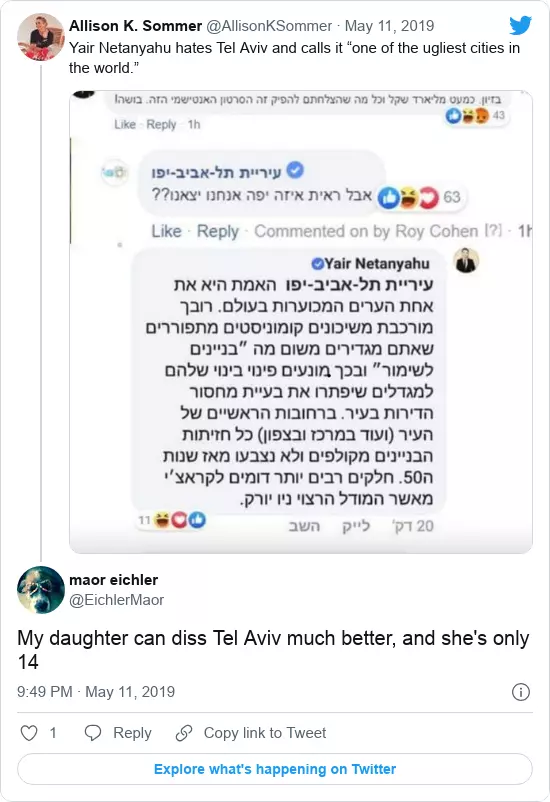 Allison K. Sommer @AllisonKSommer · May 11, 2019
Yair Netanyahu hates Tel Aviv and calls it “one of the ugliest cities in
the world.”
בזיון. כמעט מליארד שקל וכל מה שהצלחתם להפיק זה הסרטון האנטישמי הזה. בושה!
43
Like · Reply · 1h
עיריית תל-אביב-יפו
אבל ראית איזה יפה אנחנו יצאנו??
63
Like · Reply · Commented on by Roy Cohen [?] · 1h
Yair Netanyahu
עיריית תל-אביב-יפו האמת היא את
אחת הערים המכוערות בעולם. רובך
מורכבת משיכונים קומוניסטים מתפוררים
שאתם מגדירים משום מה ״בניינים
לשימור״ ובכך מונעים פינוי בינוי שלהם
למגדלים שיפתרו את בעיית מחסור
הדירות בעיר. ברחובות הראשיים של
העיר (ועוד במרכז ובצפון) כל חזיתות
הבניינים מקולפים ולא נצבעו מאז שנות
ה50. חלקים רבים יותר דומים לקראצ׳י
מאשר המודל הרצוי ניו יורק.
11
20 דק׳ לייק השב
maor eichler
@EichlerMaor
My daughter can diss Tel Aviv much better, and she's only
14
9:49 PM · May 11, 2019
1 Reply Copy link to Tweet
Explore what's happening on Twitter